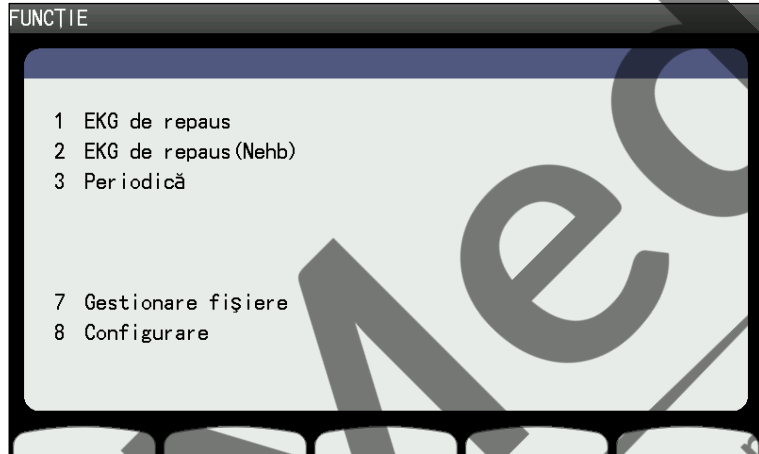 FUNCȚIE
1 EKG de repaus
2 EKG de repaus(Nehb)
3 Periodică
7 Gestionare fişiere
8 Configurare